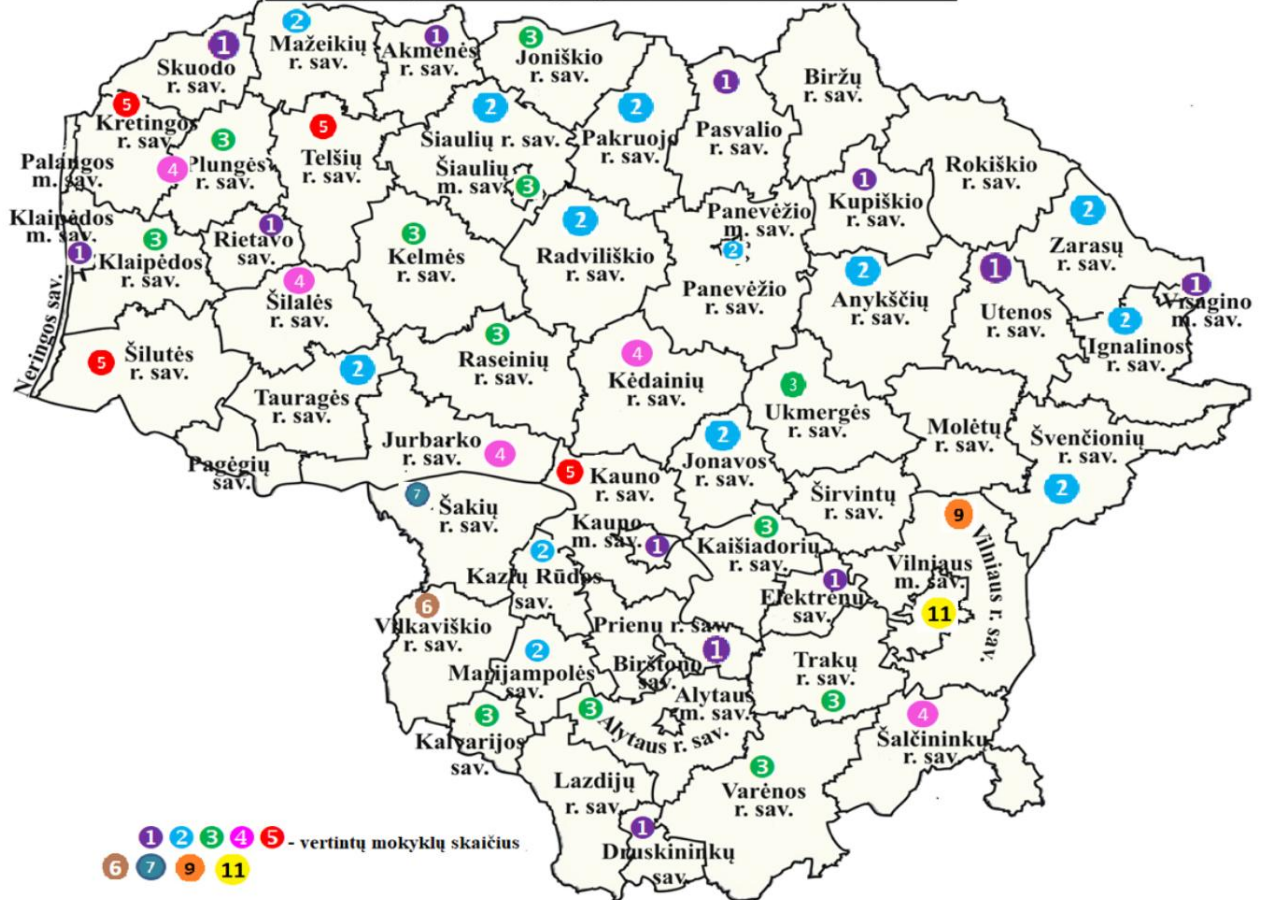 1
Skuodo
r. sav.
2
Mažeikių
r. sav.
1
Akmenės
r. sav.
3
Joniškio
r. sav.
2
Pakruojo
r. sav.
1
Pasvalio
r. sav.
Biržų
r. sav.
5
Kretingos
r. sav.
3
Plungės
r. sav.
5
Telšių
r. sav.
2
Šiaulių r. sav.
Šiaulių
m. sav.
3
Rokiškio
r. sav.
Palangos
m. sav.
4
1
Kupiškio
r. sav.
Klaipėdos
m. sav.
1
3
Klaipėdos
r. sav.
1
Rietavo
sav.
3
Kelmės
r. sav.
2
Radviliškio
r. sav.
Panevėžio
m. sav.
2
Panevėžio
r. sav.
2
Anykščių
r. sav.
1
Utenos
r. sav.
2
Zarasų
r. sav.
1
Visagino
m. sav.
2
Ignalinos
r. sav.
Neringos sav.
4
Šilalės
r. sav.
5
Šilutės
r. sav.
2
Tauragės
r. sav.
3
Raseinių
r. sav.
4
Kėdainių
r. sav.
3
Ukmergės
r. sav.
Molėtų
r. sav.
Švenčionių
r. sav.
2
Pagėgių
sav.
Jurbarko
r. sav.
4
5
Kauno
r. sav.
2
Jonavos
r. sav.
Širvintų
r. sav.
7
Šakių
r. sav.
Kauno
m. sav.
1
3
Kaišiadorių
r. sav.
9
Vilniaus r. sav.
Vilniaus
m. sav.
11
2
Kazlų Rūdos
sav.
1
Elektrėnų
sav.
6
Vilkaviškio
r. sav.
Prienų r. sav.
1
2
Marijampolės
sav.
Birštono
sav.
Trakų
r. sav.
3
Alytaus
m. sav.
3
Alytaus r. sav.
3
Kalvarijos
sav.
4
Šalčininkų
r. sav.
Lazdijų
r. sav.
3
Varėnos
r. sav.
1
Druskininkų
sav.
1 2 3 4 5 - vertintų mokyklų skaičius
6 7 9 11